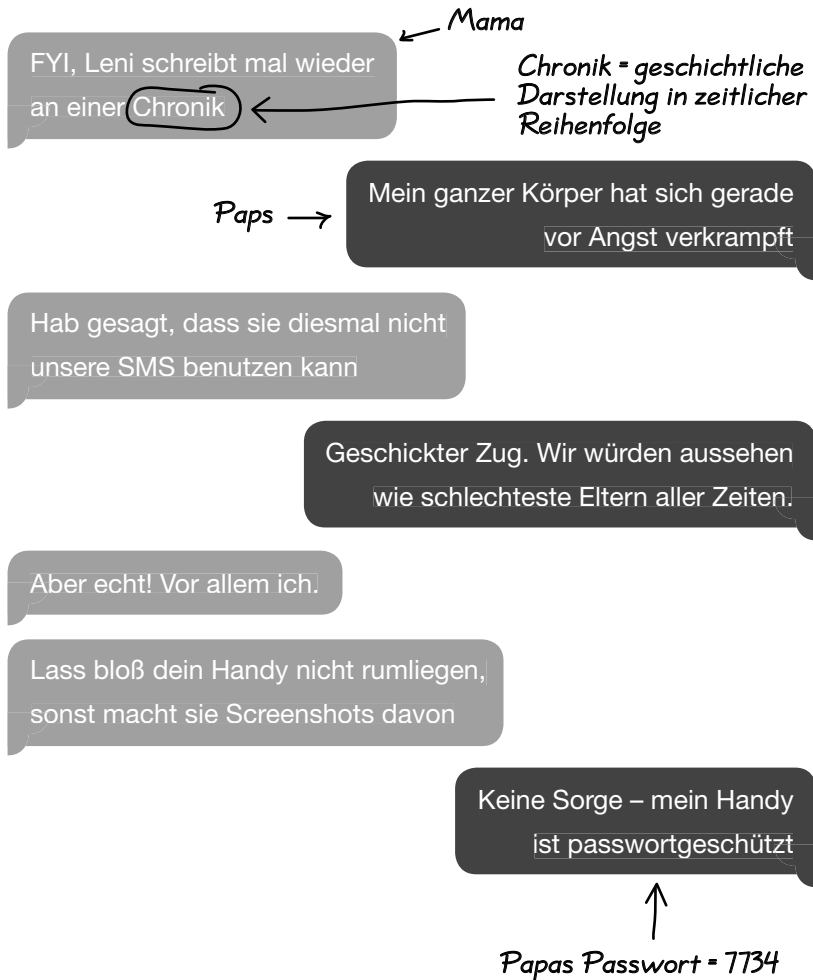 Mama
FYI, Leni schreibt mal wieder
an einer Chronik
Chronik = geschichtliche
Darstellung in zeitlicher
Reihenfolge
Mein ganzer Körper hat sich gerade
vor Angst verkrampft
Paps
Hab gesagt, dass sie diesmal nicht
unsere SMS benutzen kann
Geschickter Zug. Wir würden aussehen
wie schlechteste Eltern aller Zeiten.
Aber echt! Vor allem ich.
Lass bloß dein Handy nicht rumliegen,
sonst macht sie Screenshots davon
Keine Sorge – mein Handy
ist passwortgeschützt
Papas Passwort = 7734